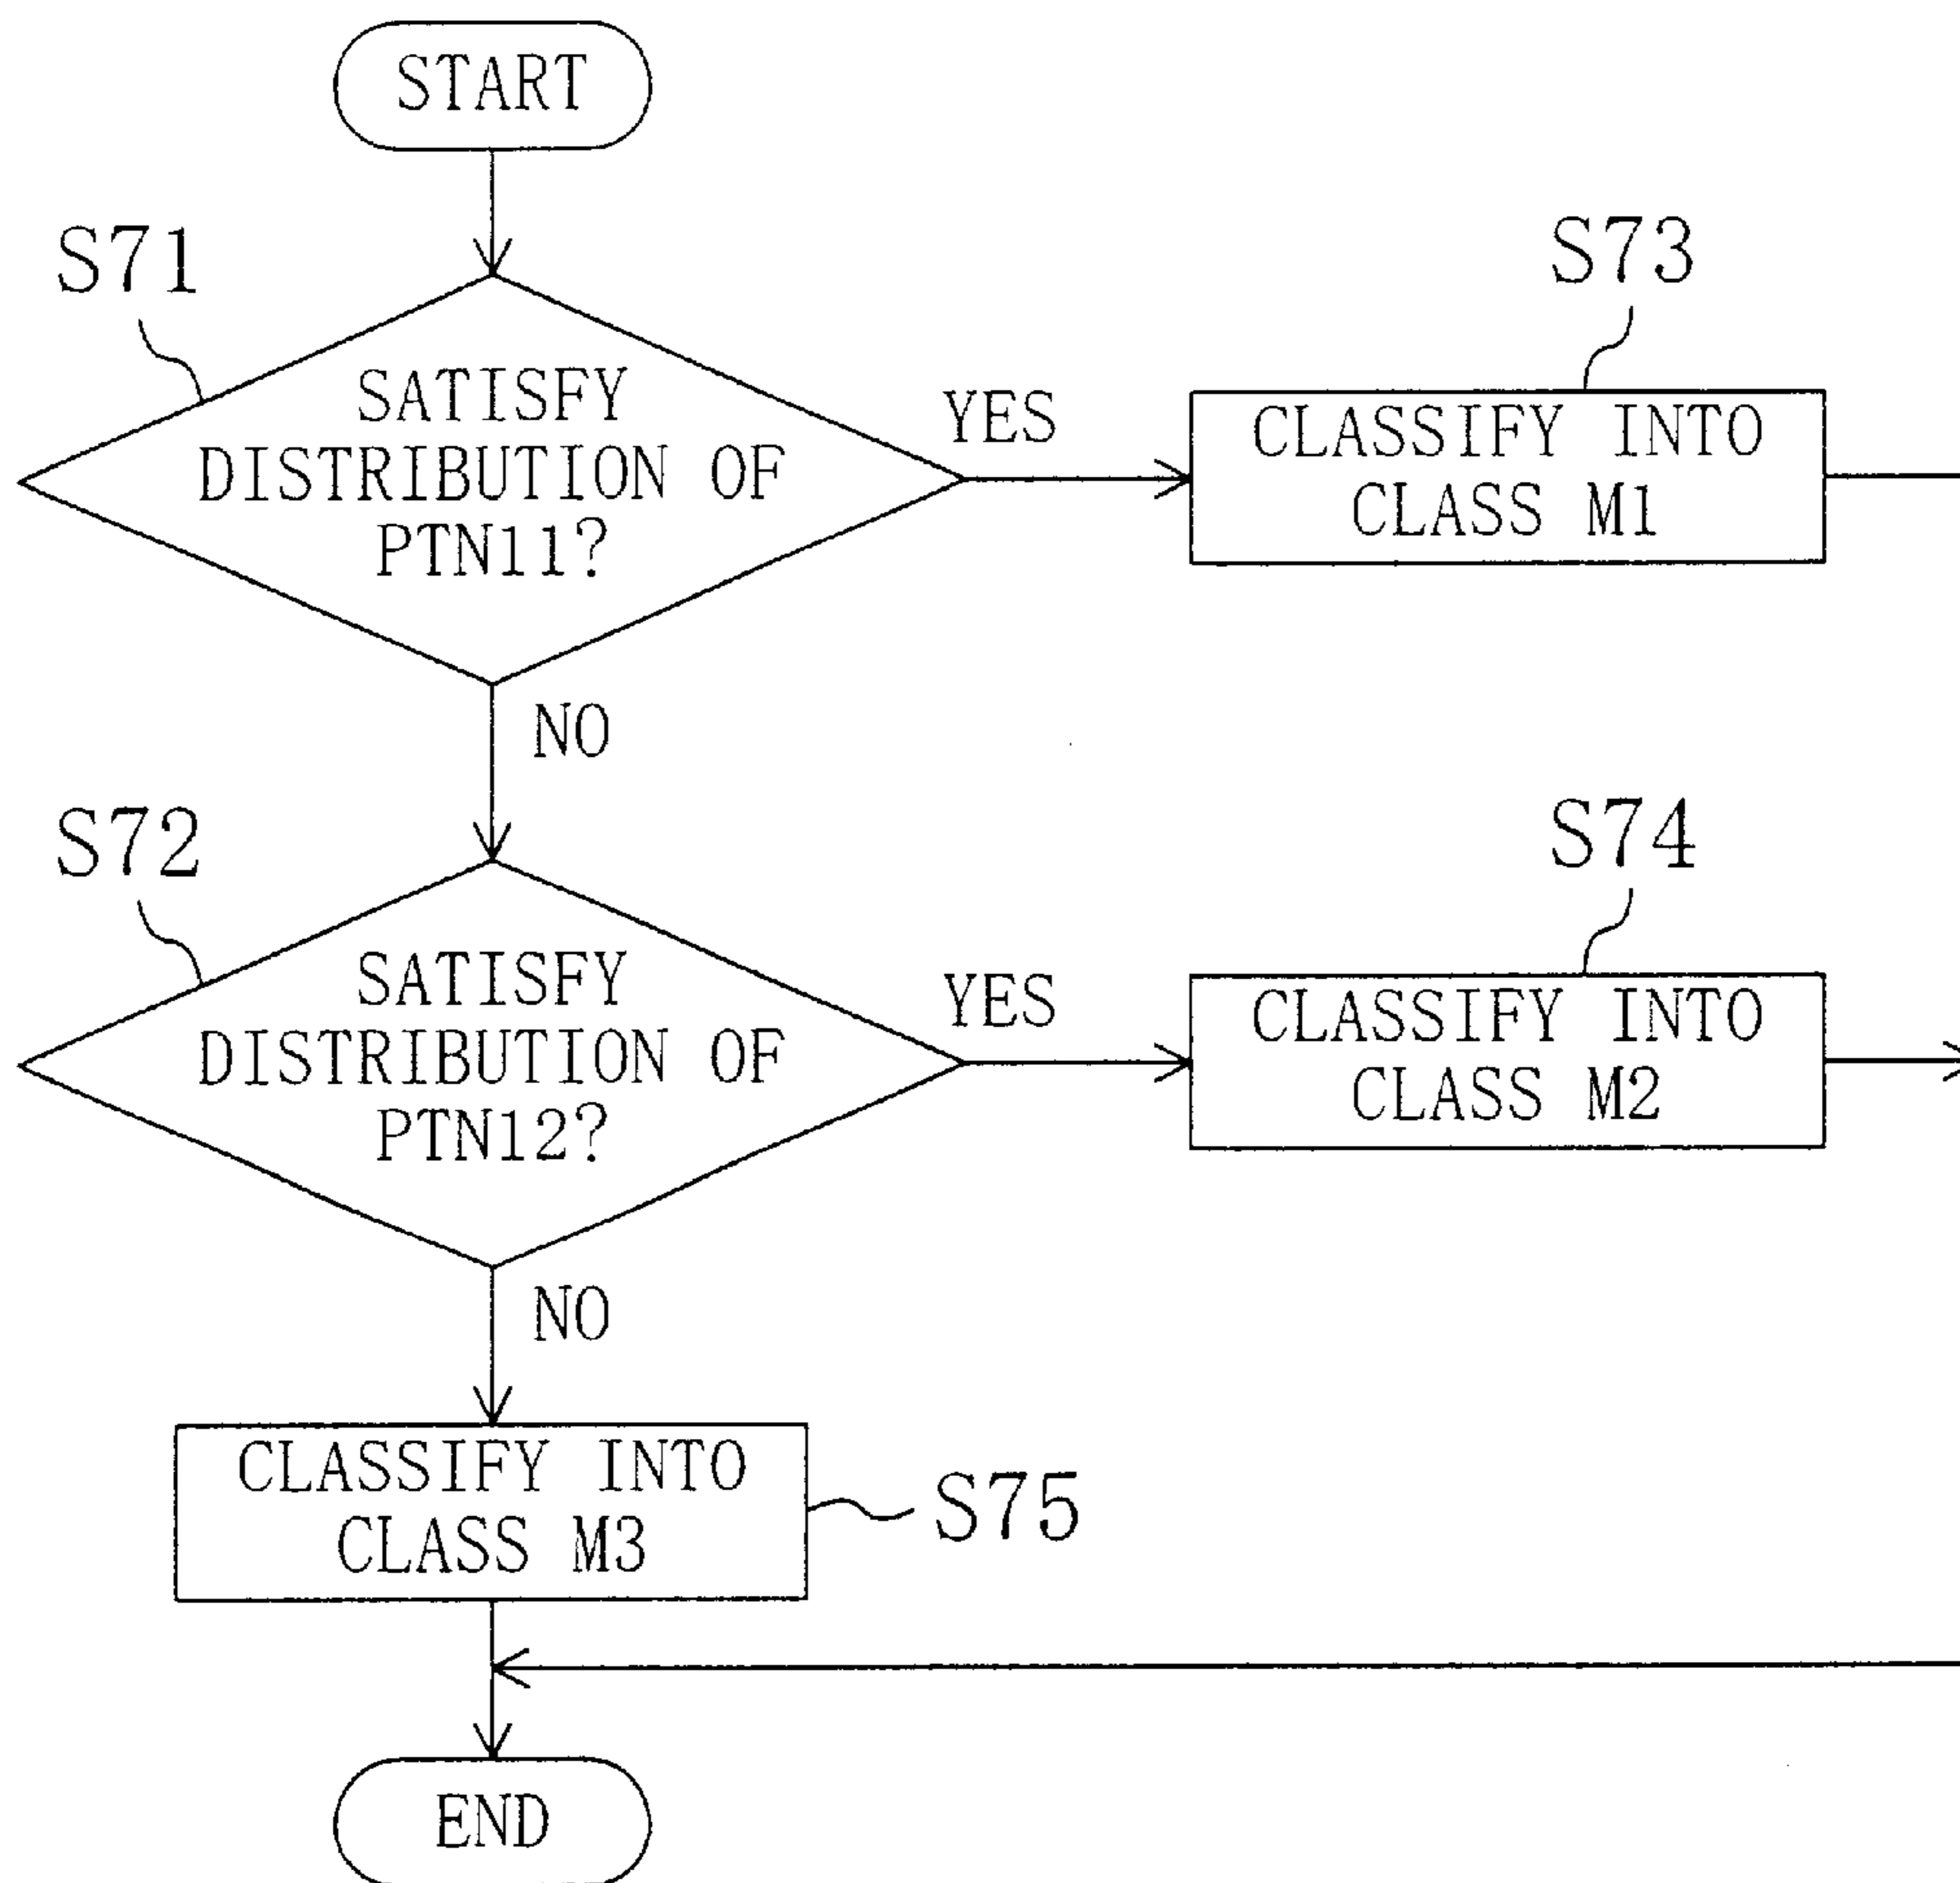 START
S71
SATISFY
DISTRIBUTION OF
PTN11?
YES
S73
CLASSIFY INTO
CLASS M1
NO
S72
SATISFY
DISTRIBUTION OF
PTN12?
YES
S74
CLASSIFY INTO
CLASS M2
NO
CLASSIFY INTO
CLASS M3
S75
END